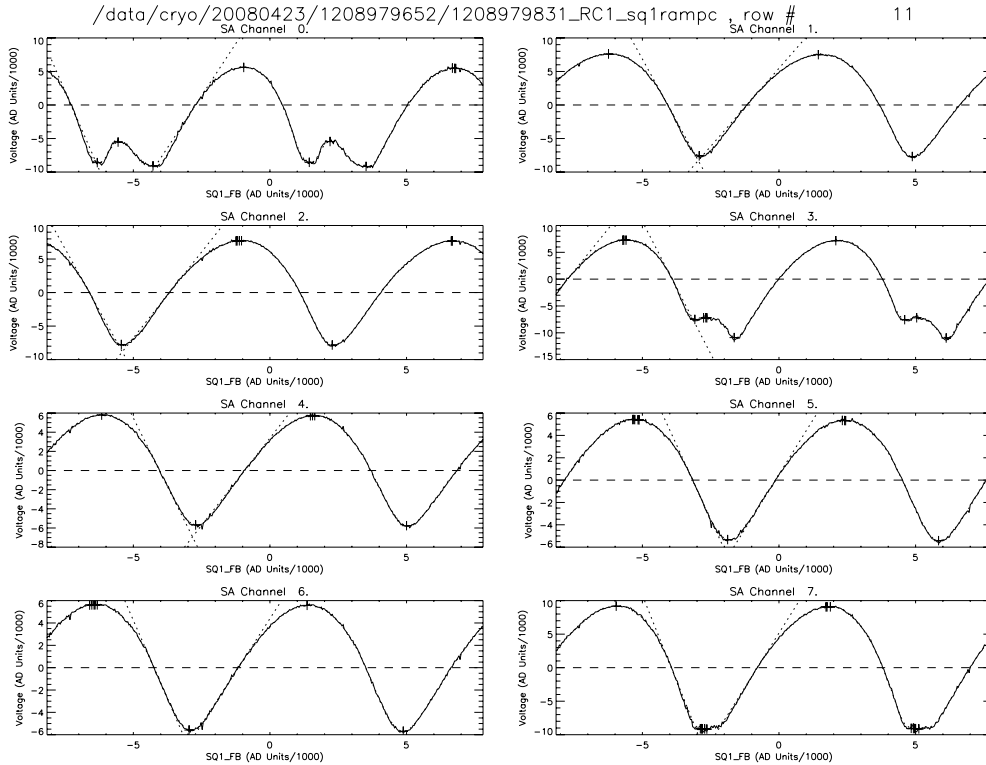 /data/cryo/20080423/1208979652/1208979831_RC1_sq1rampc , row # 11
SA Channel 0.
SA Channel 1.
10
5
0
-5
-10
Voltage (AD Units/1000)
-5 0 5
SQ1_FB (AD Units/1000)
10
5
0
-5
-10
Voltage (AD Units/1000)
-5 0 5
SQ1_FB (AD Units/1000)
SA Channel 2.
SA Channel 3.
10
5
0
-5
-10
Voltage (AD Units/1000)
-5 0 5
SQ1_FB (AD Units/1000)
10
5
0
-5
-10
-15
Voltage (AD Units/1000)
-5 0 5
SQ1_FB (AD Units/1000)
SA Channel 4.
SA Channel 5.
6
4
2
0
-2
-4
-6
-8
Voltage (AD Units/1000)
-5 0 5
SQ1_FB (AD Units/1000)
6
4
2
0
-2
-4
-6
Voltage (AD Units/1000)
-5 0 5
SQ1_FB (AD Units/1000)
SA Channel 6.
SA Channel 7.
6
4
2
0
-2
-4
-6
Voltage (AD Units/1000)
-5 0 5
SQ1_FB (AD Units/1000)
10
5
0
-5
-10
Voltage (AD Units/1000)
-5 0 5
SQ1_FB (AD Units/1000)